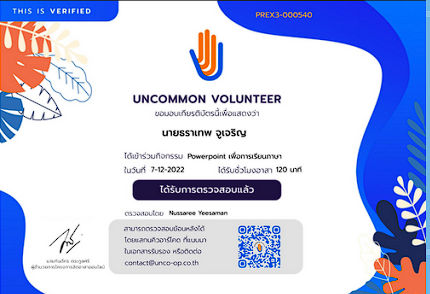 THIS IS VERIFIED
PREX3-000540
UNCOMMON VOLUNTEER
ขอมอบเกียรติบัตรนี้เพื่อแสดงว่า
นายธราเทพ จูเจริญ
ได้เข้าร่วมกิจกรรม Powerpoint เพื่อการเรียนภาษา
ในวันที่ 7-12-2022 ได้รับชั่วโมงอาสา 120 นาที
ได้รับการตรวจสอบแล้ว
ตรวจสอบโดย Nussaree Yeesaman
สามารถตรวจสอบย้อนหลังได้
โดยสแกนคิวอาร์โคด ที่แนบมา
ในเอกสารรับรอง หรือติดต่อ
contact@unco-op.co.th